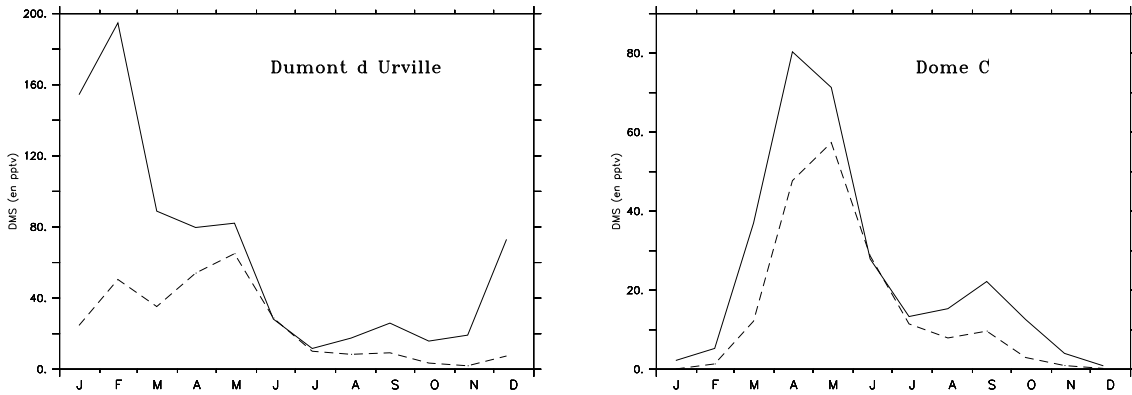 Dumont d Urville
DMS (en pptv)
200.
160.
120.
80.
40.
0.
J F M A M J J A S O N D
Dome C
DMS (en pptv)
80.
60.
40.
20.
0.
J F M A M J J A S O N D